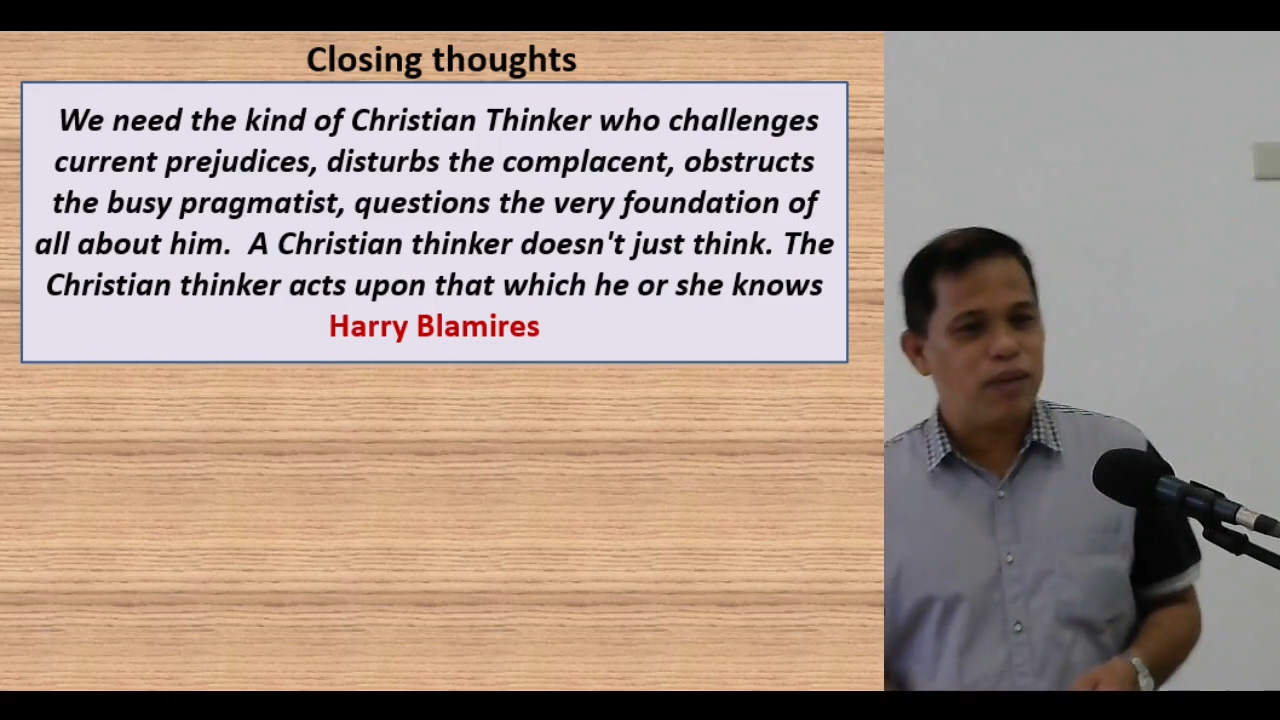 Closing thoughts
We need the kind of Christian Thinker who challenges
current prejudices, disturbs the complacent, obstructs
the busy pragmatist, questions the very foundation of
all about him.  A Christian thinker doesn't just think. The
Christian thinker acts upon that which he or she knows
Harry Blamires